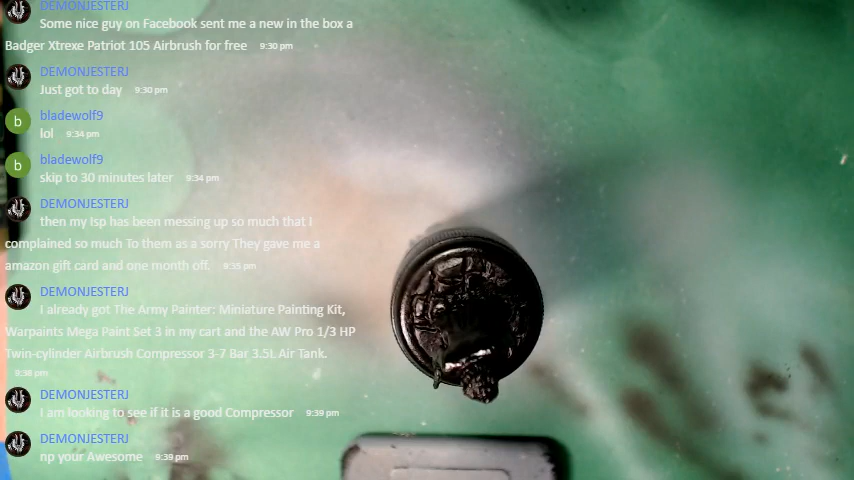 DEMONJESTERJ
Some nice guy on Facebook sent me a new in the box a
Badger Xtrexe Patriot 105 Airbrush for free 9:30 pm
DEMONJESTERJ
Just got to day 9:30 pm
b bladewolf9
lol 9:34 pm
b bladewolf9
skip to 30 minutes later 9:34 pm
DEMONJESTERJ
then my Isp has been messing up so much that I
complained so much To them as a sorry They gave me a
amazon gift card and one month off. 9:35 pm
DEMONJESTERJ
I already got The Army Painter: Miniature Painting Kit,
Warpaints Mega Paint Set 3 in my cart and the AW Pro 1/3 HP
Twin-cylinder Airbrush Compressor 3-7 Bar 3.5L Air Tank.
9:38 pm
DEMONJESTERJ
I am looking to see if it is a good Compressor 9:39 pm
DEMONJESTERJ
np your Awesome 9:39 pm